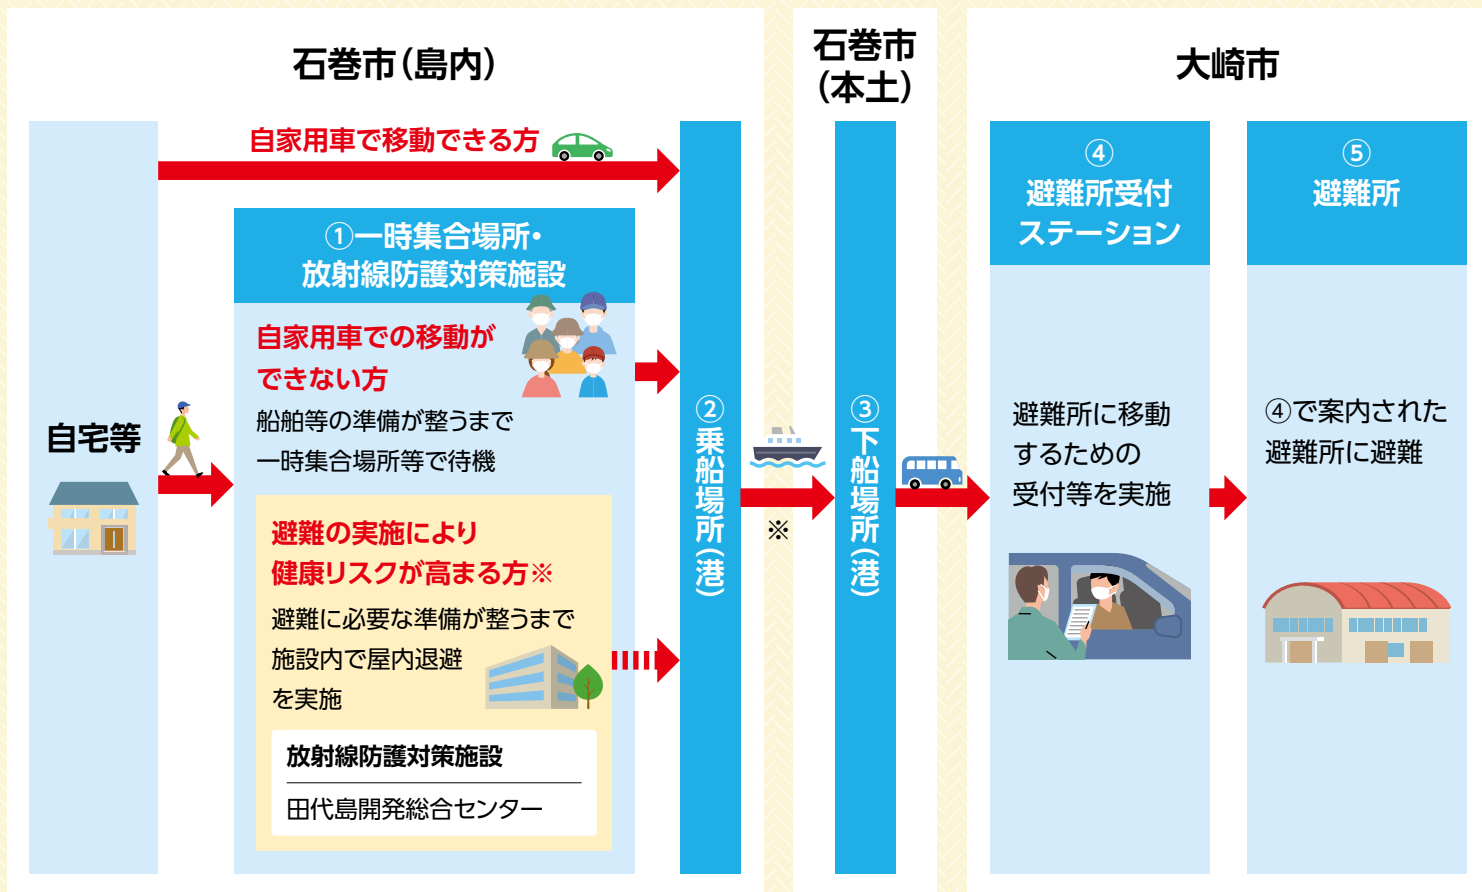 石巻市（島内）
自宅等
自家用車で移動できる方
①一時集合場所・
放射線防護対策施設
自家用車での移動が
できない方
船舶等の準備が整うまで
一時集合場所等で待機
避難の実施により
健康リスクが高まる方※
避難に必要な準備が整うまで
施設内で屋内退避
を実施
放射線防護対策施設
田代島開発総合センター
②乗船場所（港）
※
石巻市
（本土）
③下船場所（港）
大崎市
④
避難所受付
ステーション
避難所に移動
するための
受付等を実施
⑤
避難所
④で案内された
避難所に避難